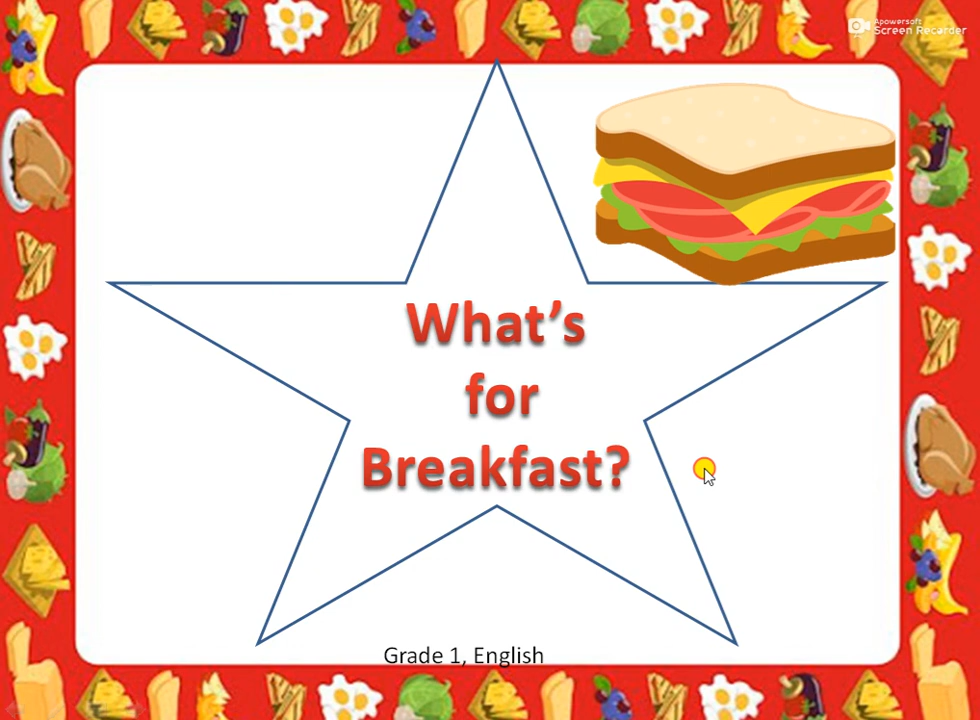 Apowersoft
Screen Recorder
What's
for
Breakfast?
Grade 1, English